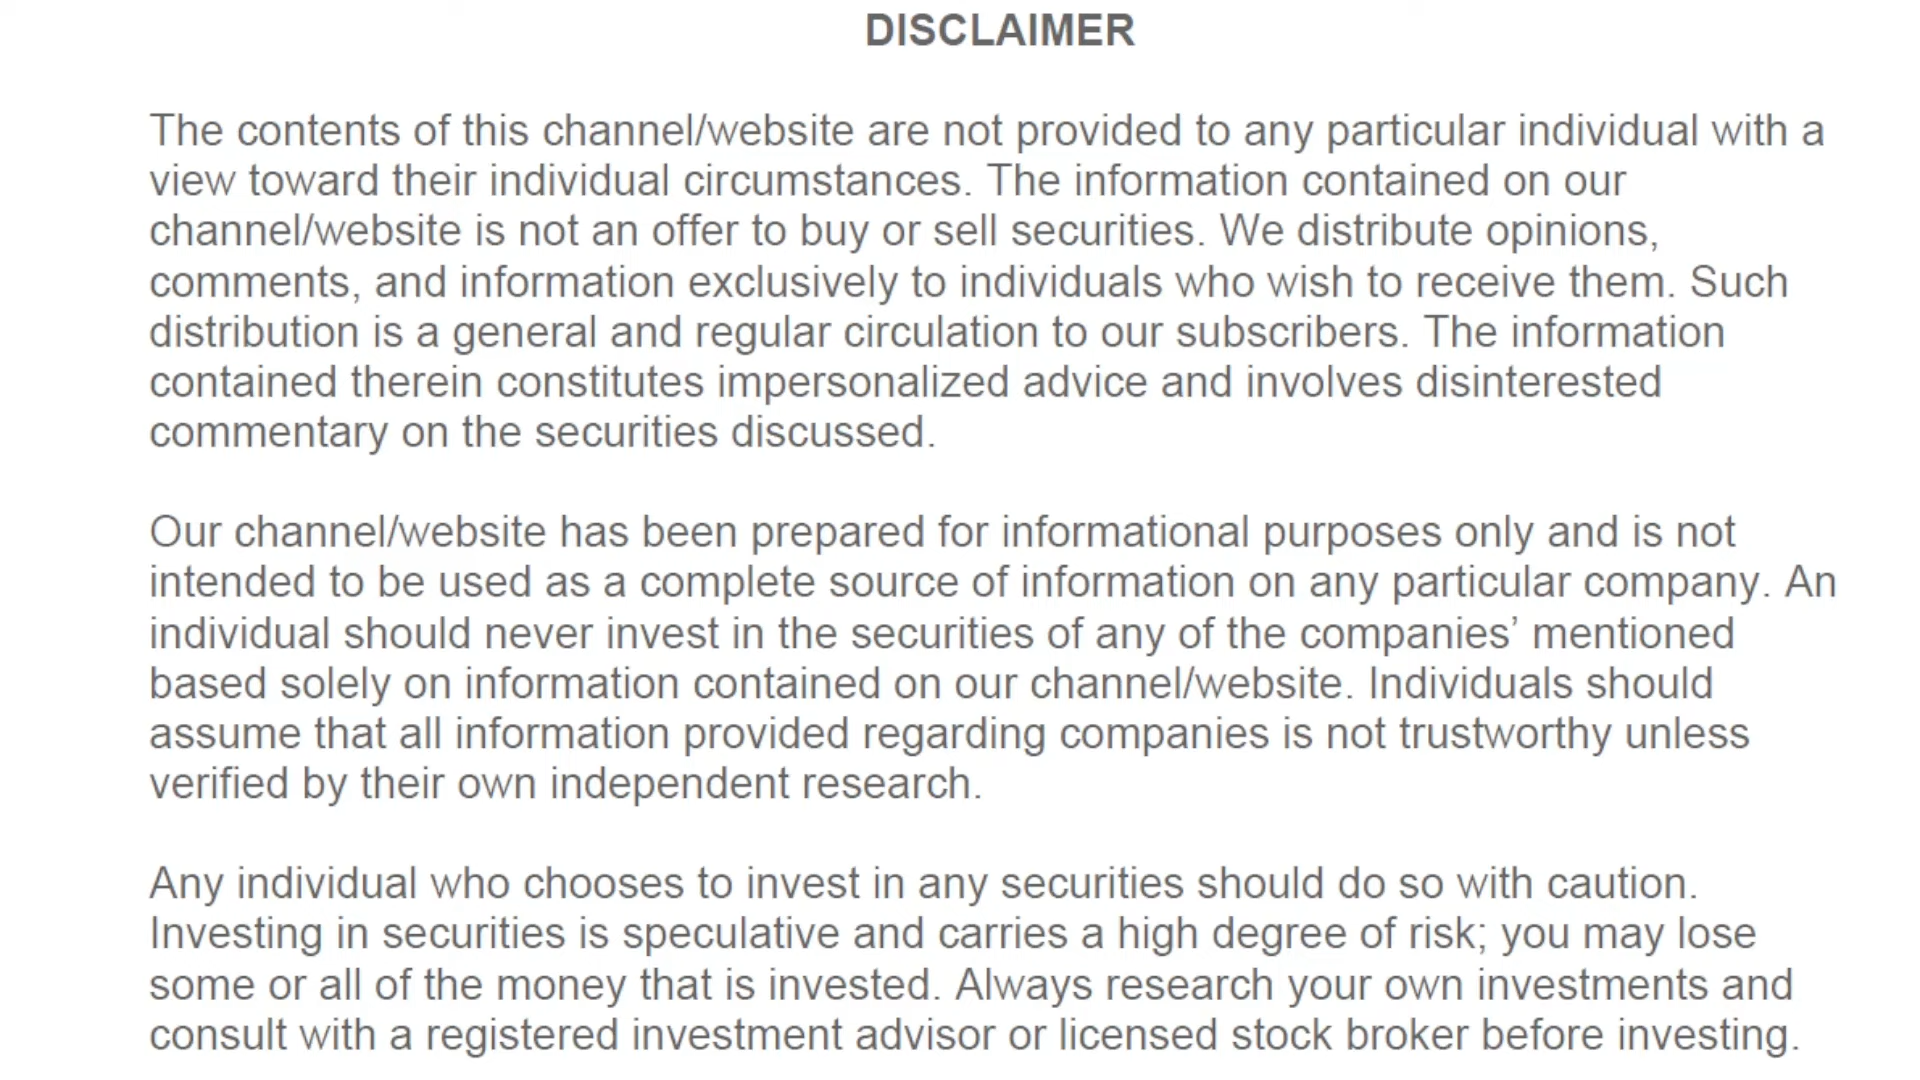 DISCLAIMER
The contents of this channel/website are not provided to any particular individual with a
view toward their individual circumstances. The information contained on our
channel/website is not an offer to buy or sell securities. We distribute opinions,
comments, and information exclusively to individuals who wish to receive them. Such
distribution is a general and regular circulation to our subscribers. The information
contained therein constitutes impersonalized advice and involves disinterested
commentary on the securities discussed.
Our channel/website has been prepared for informational purposes only and is not
intended to be used as a complete source of information on any particular company. An
individual should never invest in the securities of any of the companies’ mentioned
based solely on information contained on our channel/website. Individuals should
assume that all information provided regarding companies is not trustworthy unless
verified by their own independent research.
Any individual who chooses to invest in any securities should do so with caution.
Investing in securities is speculative and carries a high degree of risk; you may lose
some or all of the money that is invested. Always research your own investments and
consult with a registered investment advisor or licensed stock broker before investing.